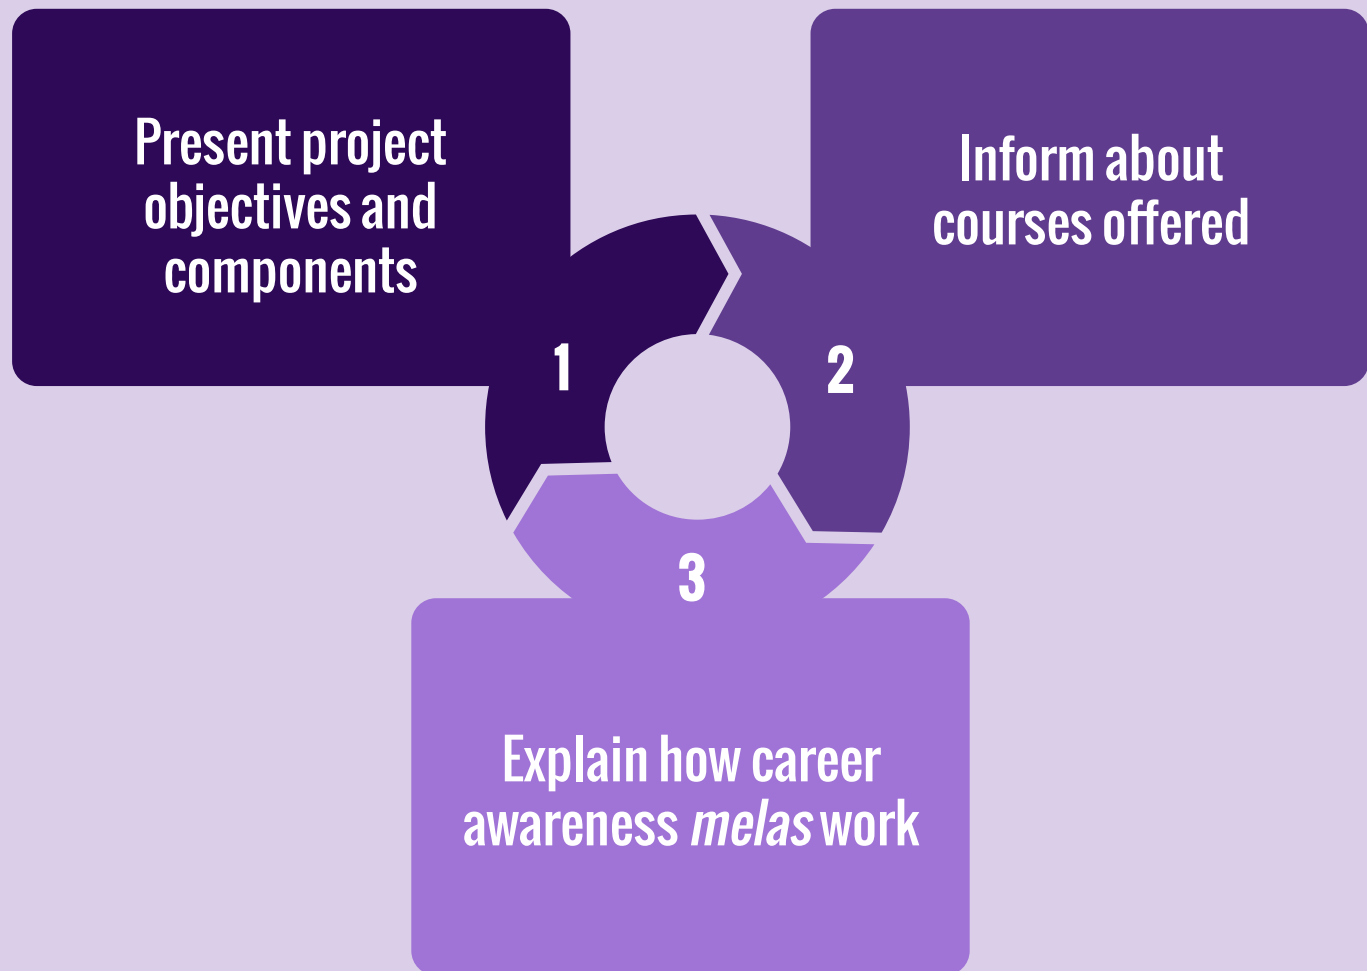 Present project
objectives and
components
1
Inform about
courses offered
2
3
Explain how career
awareness melas work